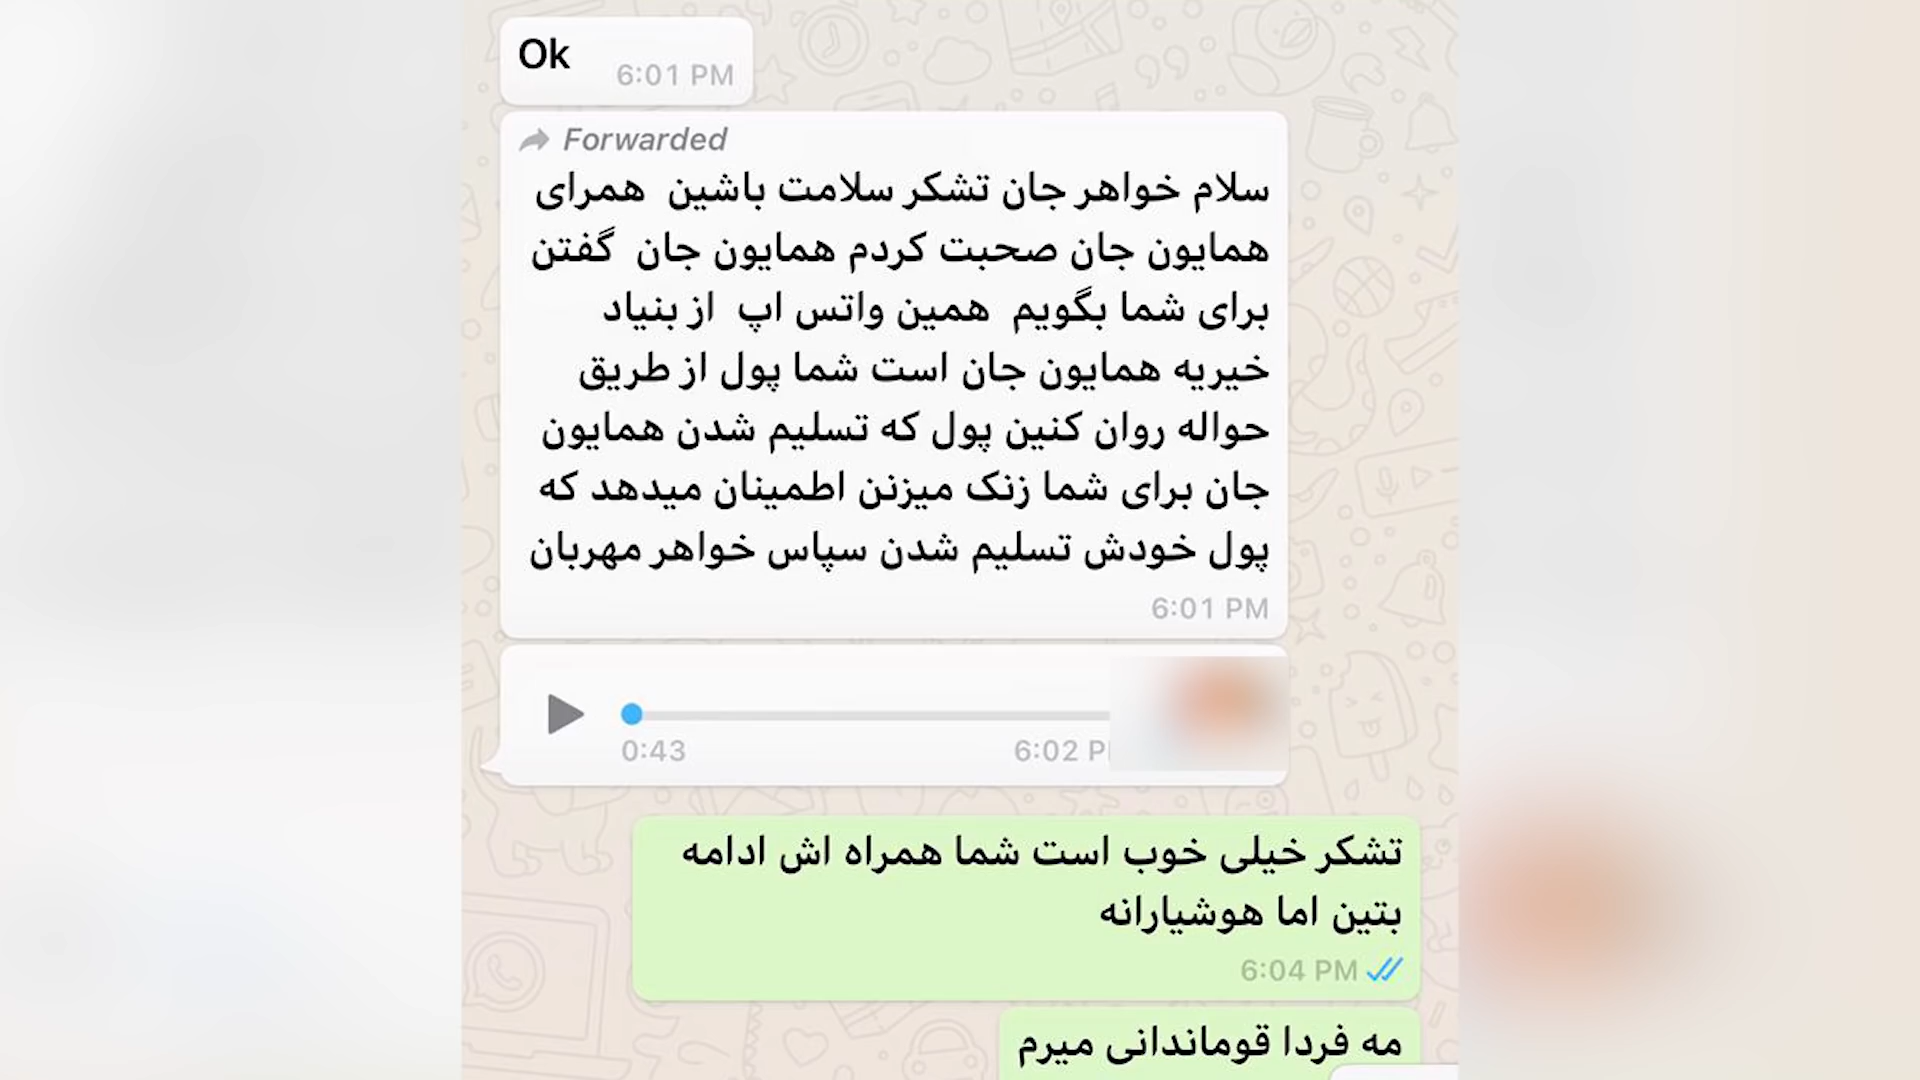 Ok
6:01 PM
Forwarded
سلام خواهر جان تشکر سلامت باشین همرای
همایون جان صحبت کردم همایون جان گفتن
برای شما بگویم همین واتس اپ از بنیاد
خیریه همایون جان است شما پول از طریق
حواله روان کنین پول که تسلیم شدن همایون
جان برای شما زنک میزنن اطمینان میدهد که
پول خودش تسلیم شدن سپاس خواهر مهربان
6:01 PM
0:43
6:02
تشکر خیلی خوب است شما همراه اش ادامه
بتین اما هوشیارانه
6:04 PM
مه فردا قوماندانی میرم